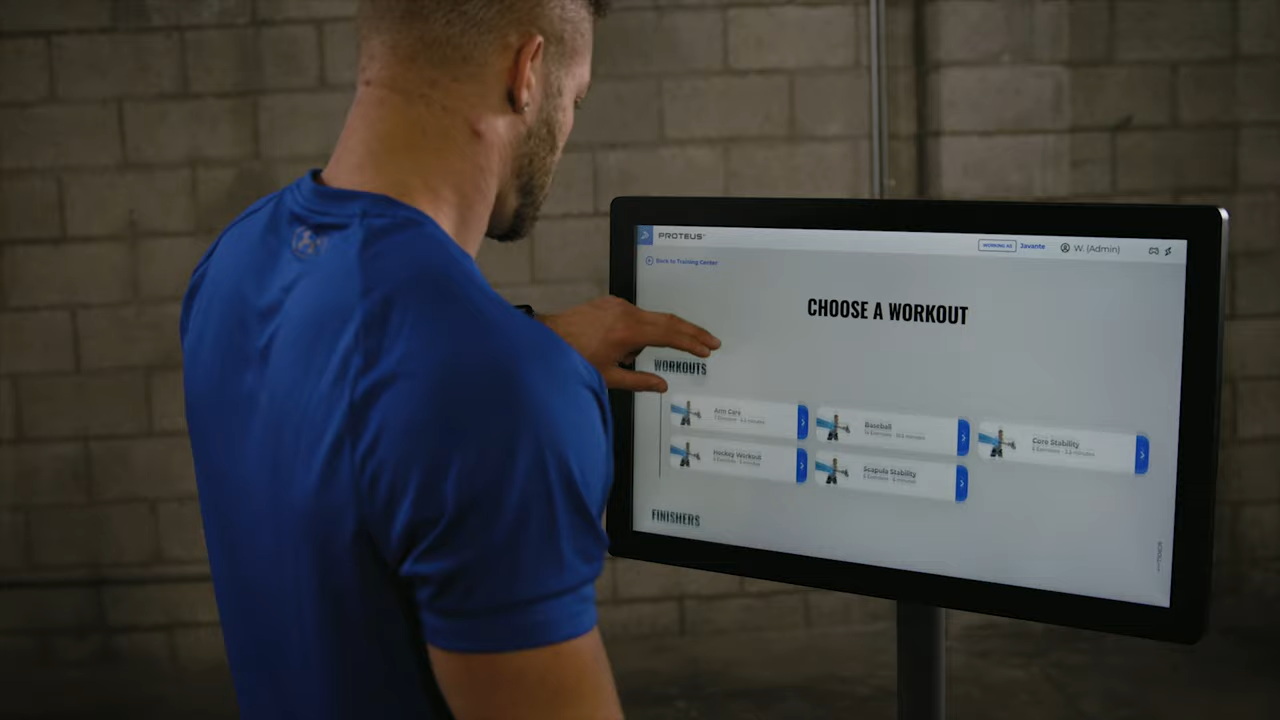 PROTEUS™
WORKING AS Javante W. (Admin)
Back to Training Center
CHOOSE A WORKOUT
WORKOUTS
Arm Care
Baseball
Core Stability
Hockey Workout
Scapula Stability
FINISHERS